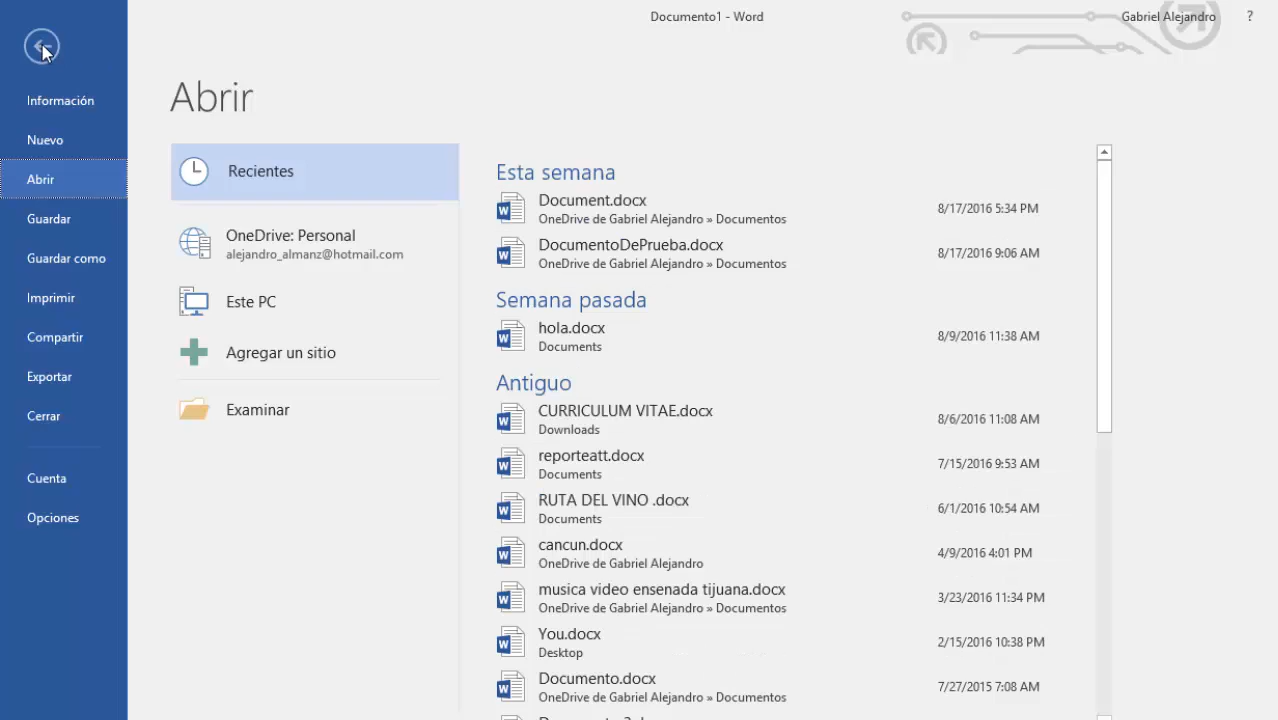 Documento1 - Word
Gabriel Alejandro
?
Información
Nuevo
Abrir
Guardar
Guardar como
Imprimir
Compartir
Exportar
Cerrar
Cuenta
Opciones
Abrir
Recientes
OneDrive: Personal
alejandro_almanz@hotmail.com
Este PC
Agregar un sitio
Examinar
Esta semana
Document.docx 8/17/2016 5:34 PM
OneDrive de Gabriel Alejandro » Documentos
DocumentoDePrueba.docx 8/17/2016 9:06 AM
OneDrive de Gabriel Alejandro » Documentos
Semana pasada
hola.docx 8/9/2016 11:38 AM
Documents
Antiguo
CURRICULUM VITAE.docx 8/6/2016 11:08 AM
Downloads
reporteatt.docx 7/15/2016 9:53 AM
Documents
RUTA DEL VINO .docx 6/1/2016 10:54 AM
Documents
cancun.docx 4/9/2016 4:01 PM
OneDrive de Gabriel Alejandro
musica video ensenada tijuana.docx 3/23/2016 11:34 PM
OneDrive de Gabriel Alejandro » Documentos
You.docx 2/15/2016 10:38 PM
Desktop
Documento.docx 7/27/2015 7:08 AM
OneDrive de Gabriel Alejandro » Documentos